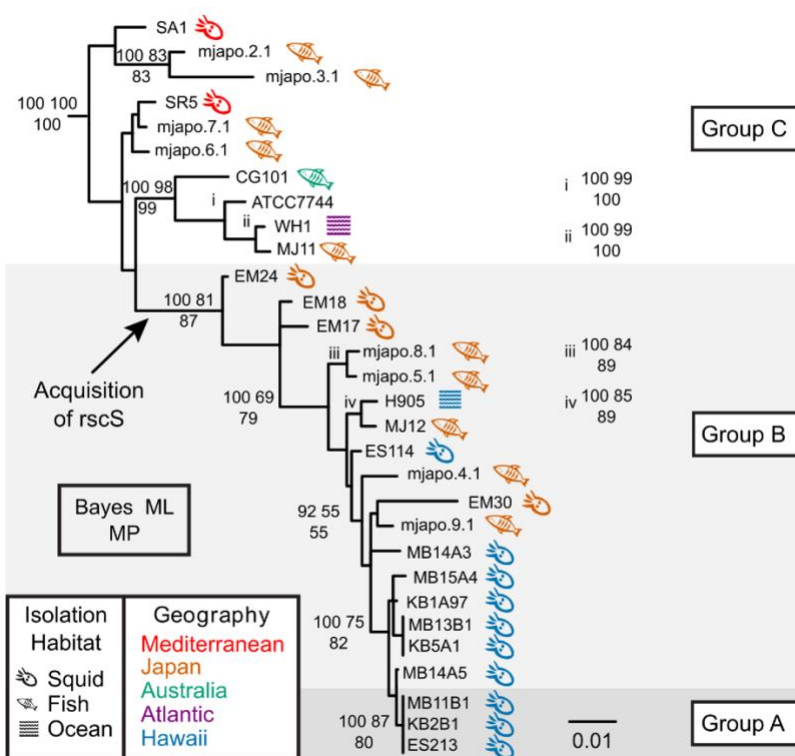 SA1
100 83
83
mjapo.2.1
mjapo.3.1
100 100
100
SR5
mjapo.7.1
mjapo.6.1
Group C
100 98
99
CG101
i
ATCC7744
ii
WH1
MJ11
i 100 99
100
ii 100 99
100
EM24
100 81
87
EM18
EM17
Acquisition
of rscS
iii
mjapo.8.1
mjapo.5.1
iii 100 84
89
100 69
79
iv
H905
MJ12
iv 100 85
89
Group B
ES114
mjapo.4.1
92 55
55
EM30
mjapo.9.1
Bayes ML
MP
MB14A3
MB15A4
KB1A97
MB13B1
KB5A1
100 75
82
MB14A5
MB11B1
KB2B1
ES213
100 87
80
0.01
Group A
Isolation
Habitat
Squid
Fish
Ocean
Geography
Mediterranean
Japan
Australia
Atlantic
Hawaii